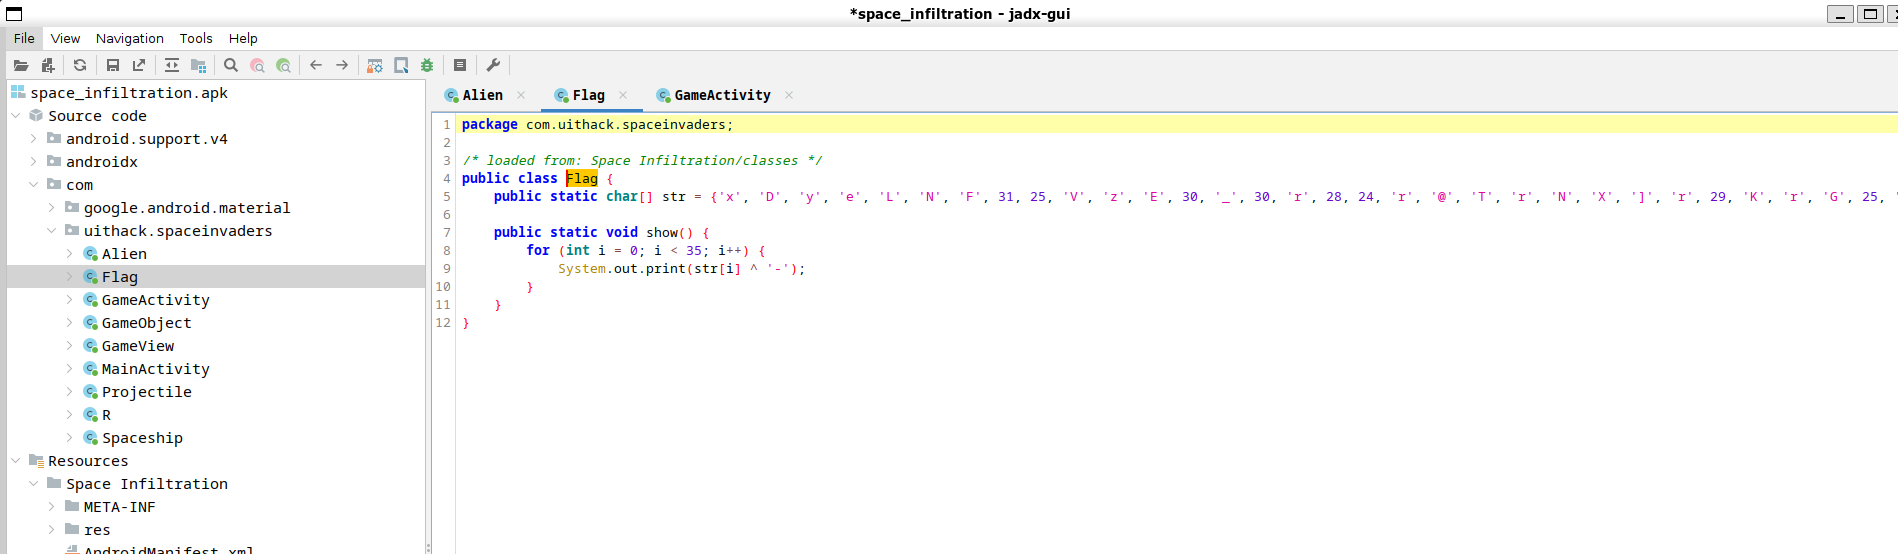 *space_infiltration - jadx-gui
File View Navigation Tools Help
space_infiltration.apk
Source code
android.support.v4
androidx
com
google.android.material
uithack.spaceinvaders
Alien
Flag
GameActivity
GameObject
GameView
MainActivity
Projectile
R
Spaceship
Resources
Space Infiltration
META-INF
res
AndroidManifest.xml
Alien Flag GameActivity
1 package com.uithack.spaceinvaders;
2
3 /* loaded from: Space Infiltration/classes */
4 public class Flag {
5 public static char[] str = {'x', 'D', 'y', 'e', 'L', 'N', 'F', 31, 25, 'V', 'z', 'E', 30, '_', 30, 'r', 28, 24, 'r', '@', 'T', 'r', 'N', 'X', ']', 'r', 29, 'K', 'r', 'G', 25, '
6
7 public static void show() {
8 for (int i = 0; i < 35; i++) {
9 System.out.print(str[i] ^ '-');
10 }
11 }
12 }